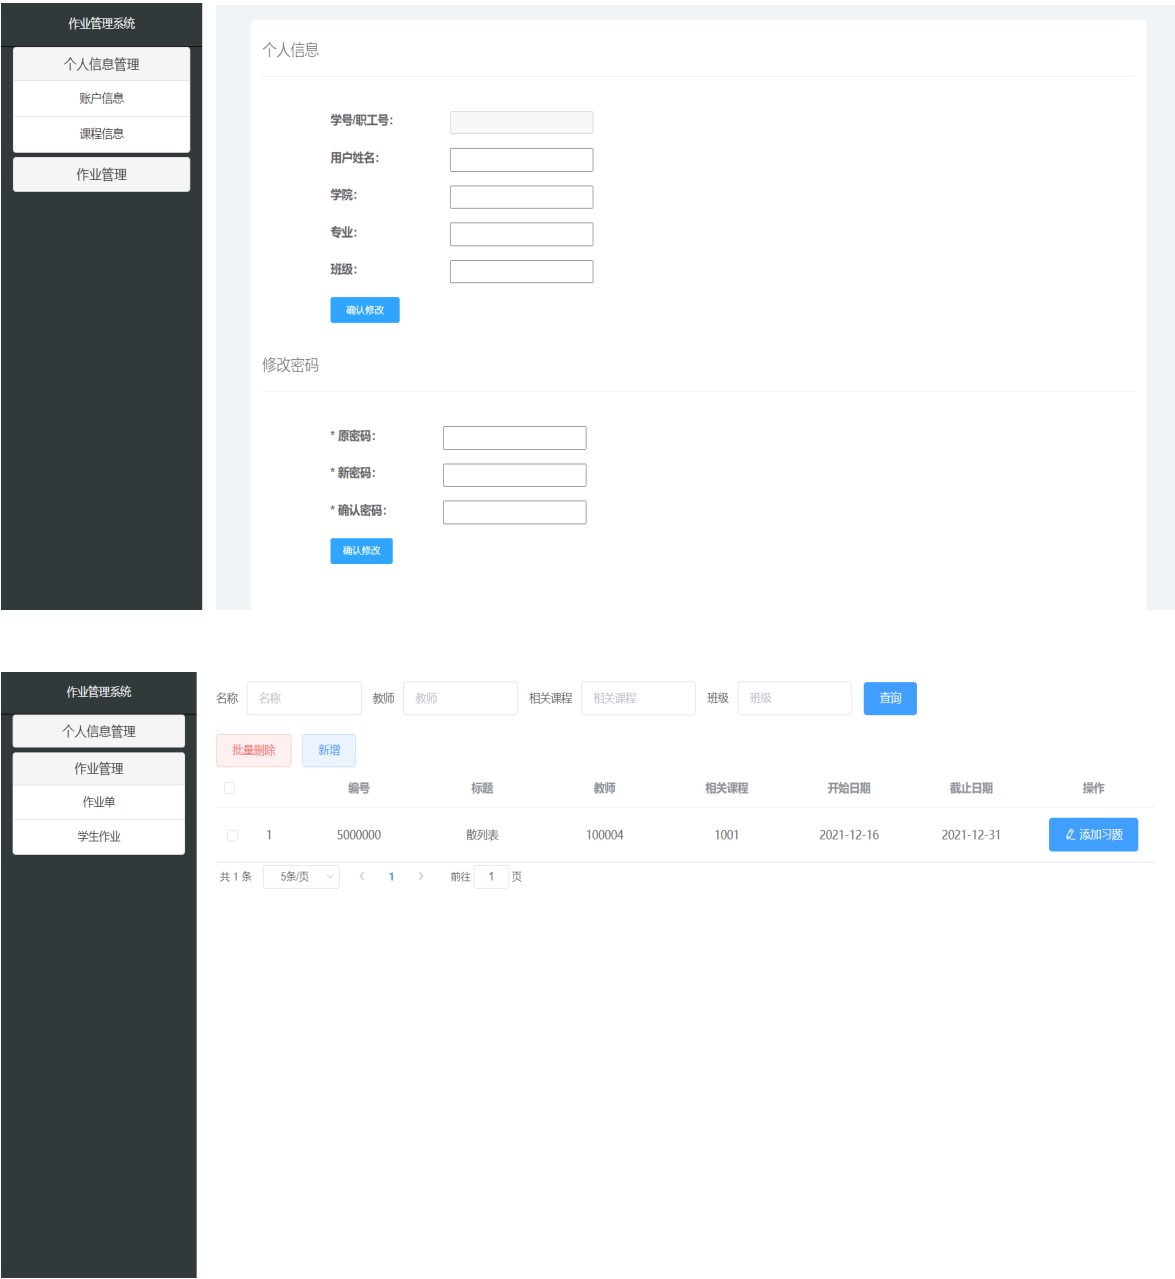 作业管理系统
个人信息管理
账户信息
课程信息
作业管理
个人信息
学号/职工号：
用户姓名：
学院：
专业：
班级：
确认修改
修改密码
* 原密码：
* 新密码：
* 确认密码：
确认修改
作业管理系统
个人信息管理
作业管理
作业单
学生作业
名称 名称 教师 教师 相关课程 相关课程 班级 班级 查询
批量删除 新增
编号 标题 教师 相关课程 开始日期 截止日期 操作
1 5000000 散列表 100004 1001 2021-12-16 2021-12-31 添加习题
共 1 条 5条/页 1 前往 1 页